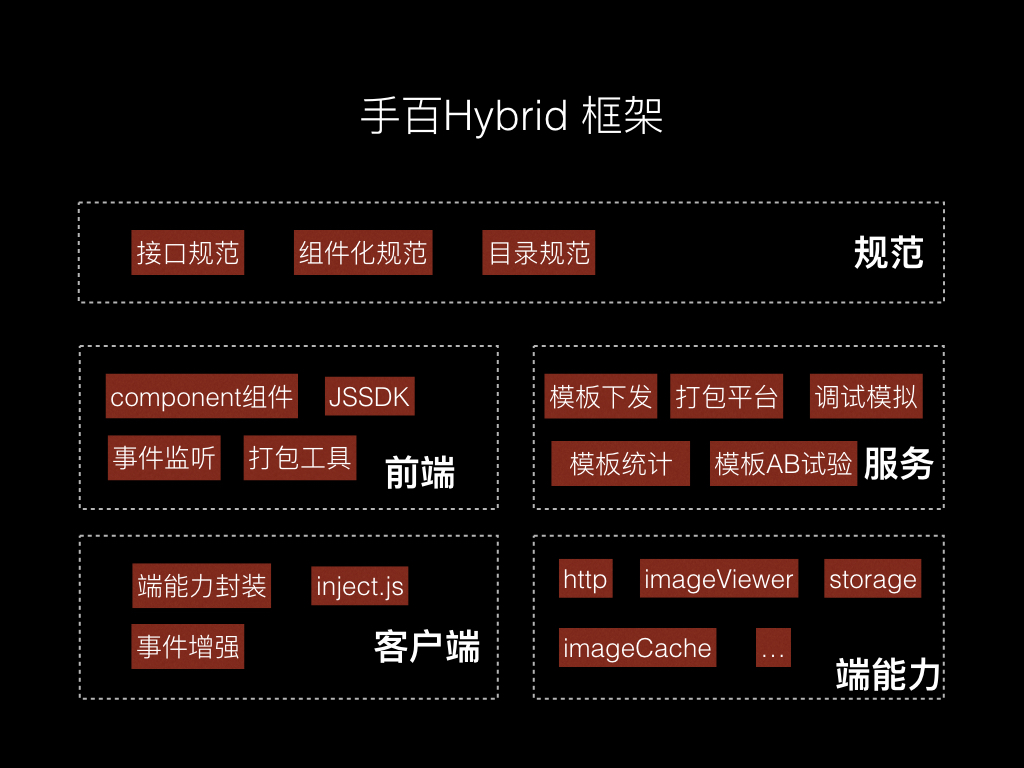 手百Hybrid 框架
接口规范 组件化规范 目录规范 规范
component组件 JSSDK
事件监听 打包工具 前端
模板下发 打包平台 调试模拟
模板统计 模板AB试验 服务
端能力封装 inject.js
事件增强 客户端
http imageViewer storage
imageCache ...
端能力